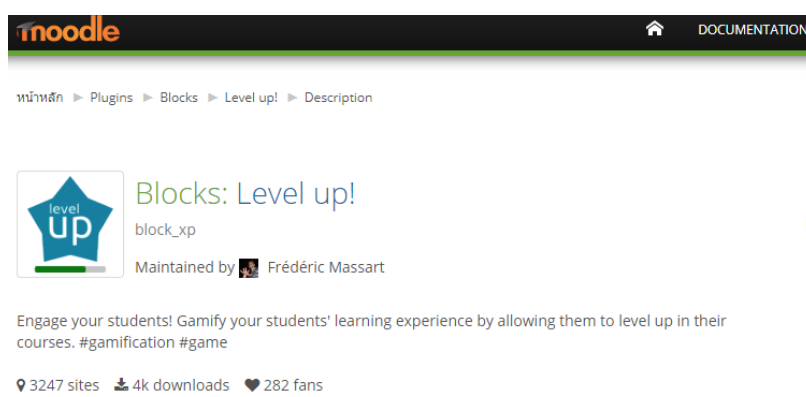 moodle
DOCUMENTATION
หน้าหลัก ▶ Plugins ▶ Blocks ▶ Level up! ▶ Description
level
up
Blocks: Level up!
block_xp
Maintained by Frédéric Massart
Engage your students! Gamify your students' learning experience by allowing them to level up in their
courses. #gamification #game
3247 sites 4k downloads 282 fans